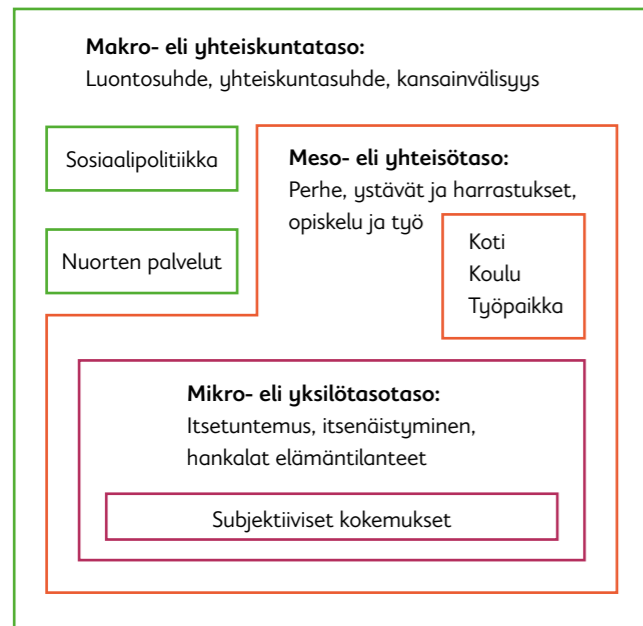 Makro- eli yhteiskuntataso:
Luontosuhde, yhteiskuntasuhde, kansainvälisyys
Sosiaalipolitiikka
Nuorten palvelut
Meso- eli yhteisötaso:
Perhe, ystävät ja harrastukset,
opiskelu ja työ
Koti
Koulu
Työpaikka
Mikro- eli yksilötasotaso:
Itsetuntemus, itsenäistyminen,
hankalat elämäntilanteet
Subjektiiviset kokemukset